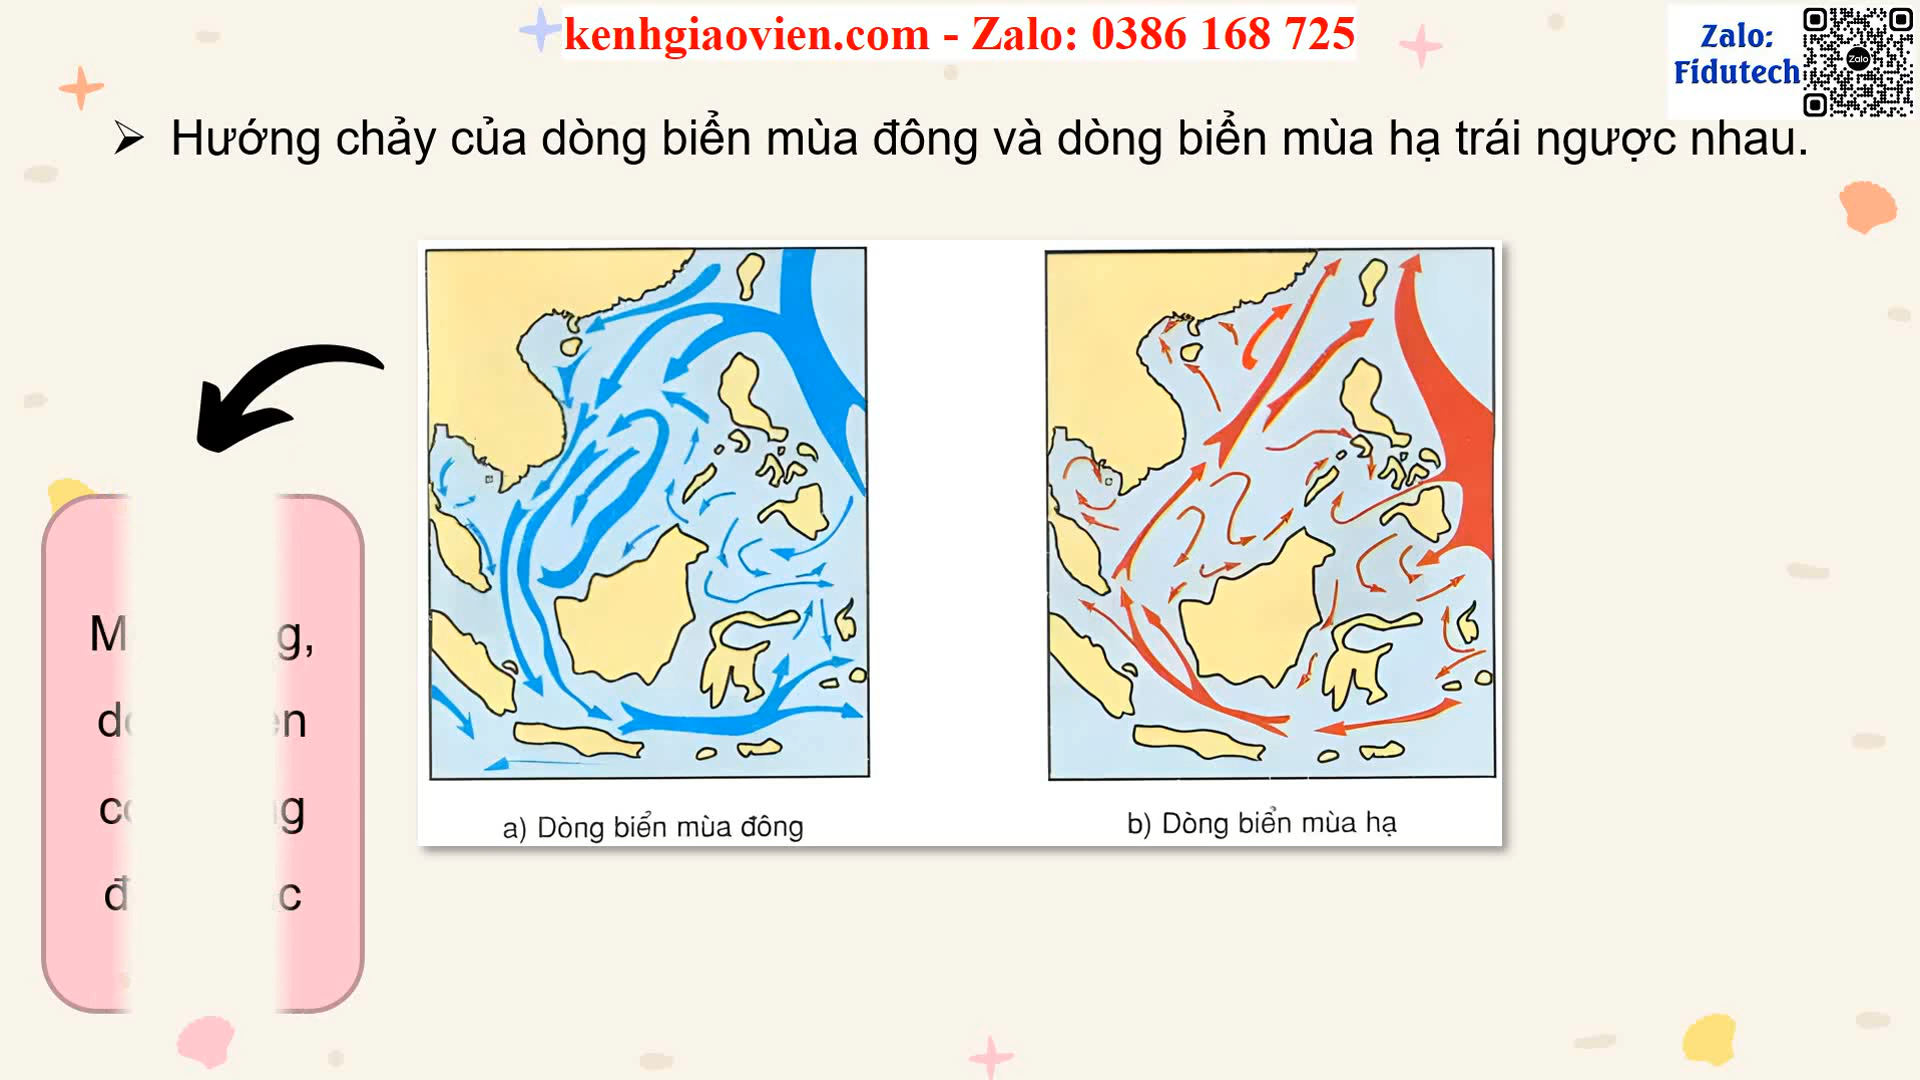 kenhgiaovien.com - Zalo: 0386 168 725
Zalo:
Fidutech
Zalo
➢ Hướng chảy của dòng biển mùa đông và dòng biển mùa hạ trái ngược nhau.
a) Dòng biển mùa đông
b) Dòng biển mùa hạ